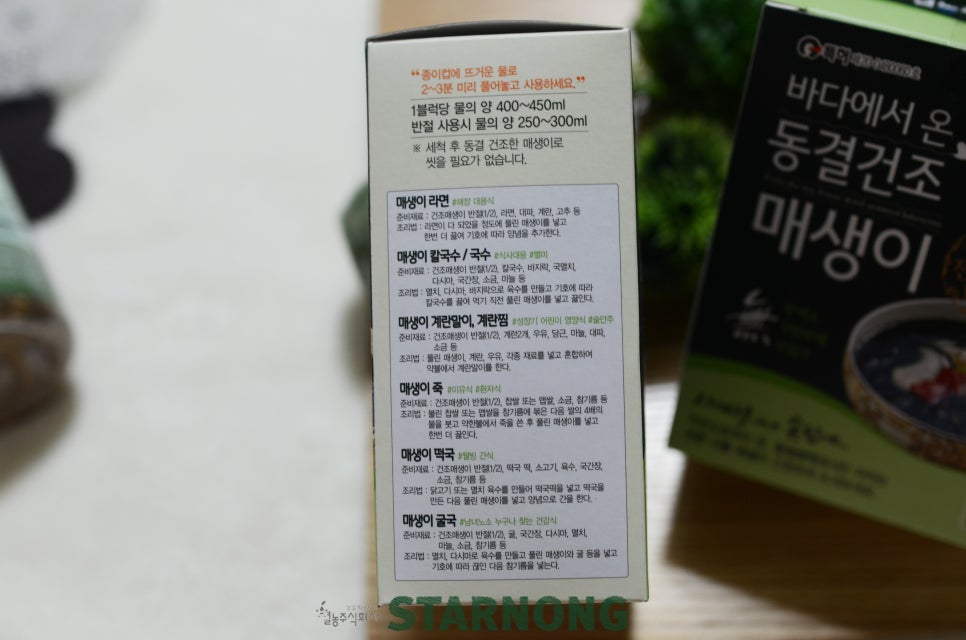 “종이컵에 뜨거운 물로
2~3분 미리 풀어놓고 사용하세요.”
1블럭당 물의 양 400~450ml
반절 사용시 물의 양 250~300ml
※ 세척 후 동결 건조한 매생이로
씻을 필요가 없습니다.
매생이 라면 #해장 대용식
준비재료 : 건조매생이 반절(1/2), 라면, 대파, 계란, 고추 등
조리법 : 라면이 다 되었을 정도에 풀린 매생이를 넣고
한번 더 끓여 기호에 따라 양념을 추가한다.
매생이 칼국수 / 국수 #식사대용 #별미
준비재료 : 건조매생이 반절(1/2), 칼국수, 바지락, 국멸치,
다시마, 국간장, 소금, 마늘 등
조리법 : 멸치, 다시마, 바지락으로 육수를 만들고 기호에 따라
칼국수를 끓여 먹기 직전 풀린 매생이를 넣고 끓인다.
매생이 계란말이, 계란찜 #성장기 어린이 영양식 #술안주
준비재료 : 건조매생이 반절(1/2), 계란2개, 우유, 당근, 마늘, 대파,
소금 등
조리법 : 풀린 매생이, 계란, 우유, 각종 재료를 넣고 혼합하여
약불에서 계란말이를 한다.
매생이 죽 #이유식 #환자식
준비재료 : 건조매생이 반절(1/2), 찹쌀 또는 맵쌀, 소금, 참기름 등
조리법 : 불린 찹쌀 또는 맵쌀을 참기름에 볶은 다음 쌀의 4배의
물을 붓고 약한불에서 죽을 쑨 후 풀린 매생이를 넣고
한번 더 끓인다.
매생이 떡국 #웰빙 간식
준비재료 : 건조매생이 반절(1/2), 떡국 떡, 소고기, 육수, 국간장,
소금, 참기름 등
조리법 : 닭고기 또는 멸치 육수를 만들어 떡국떡을 넣고 떡국을
만든 다음 풀린 매생이를 넣고 양념으로 간을 한다.
매생이 굴국 #남녀노소 누구나 찾는 건강식
준비재료 : 건조매생이 반절(1/2), 굴, 국간장, 다시마, 멸치,
마늘, 소금, 참기름 등
조리법 : 멸치, 다시마로 육수를 만들고 풀린 매생이와 굴 등을 넣고
기호에 따라 끊인 다음 참기름을 넣는다.
특허
바다에서 온
동결건조
매생이
별농주식회사 STARNONG